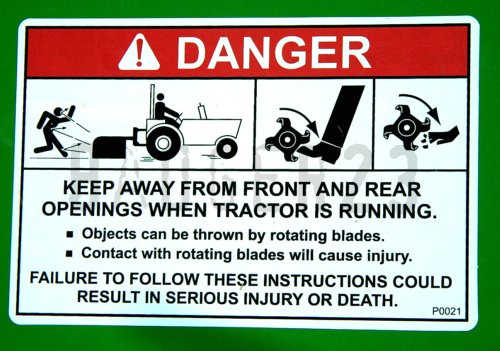 DANGER
KEEP AWAY FROM FRONT AND REAR
OPENINGS WHEN TRACTOR IS RUNNING.
▪ Objects can be thrown by rotating blades.
▪ Contact with rotating blades will cause injury.
FAILURE TO FOLLOW THESE INSTRUCTIONS COULD
RESULT IN SERIOUS INJURY OR DEATH.
P0021